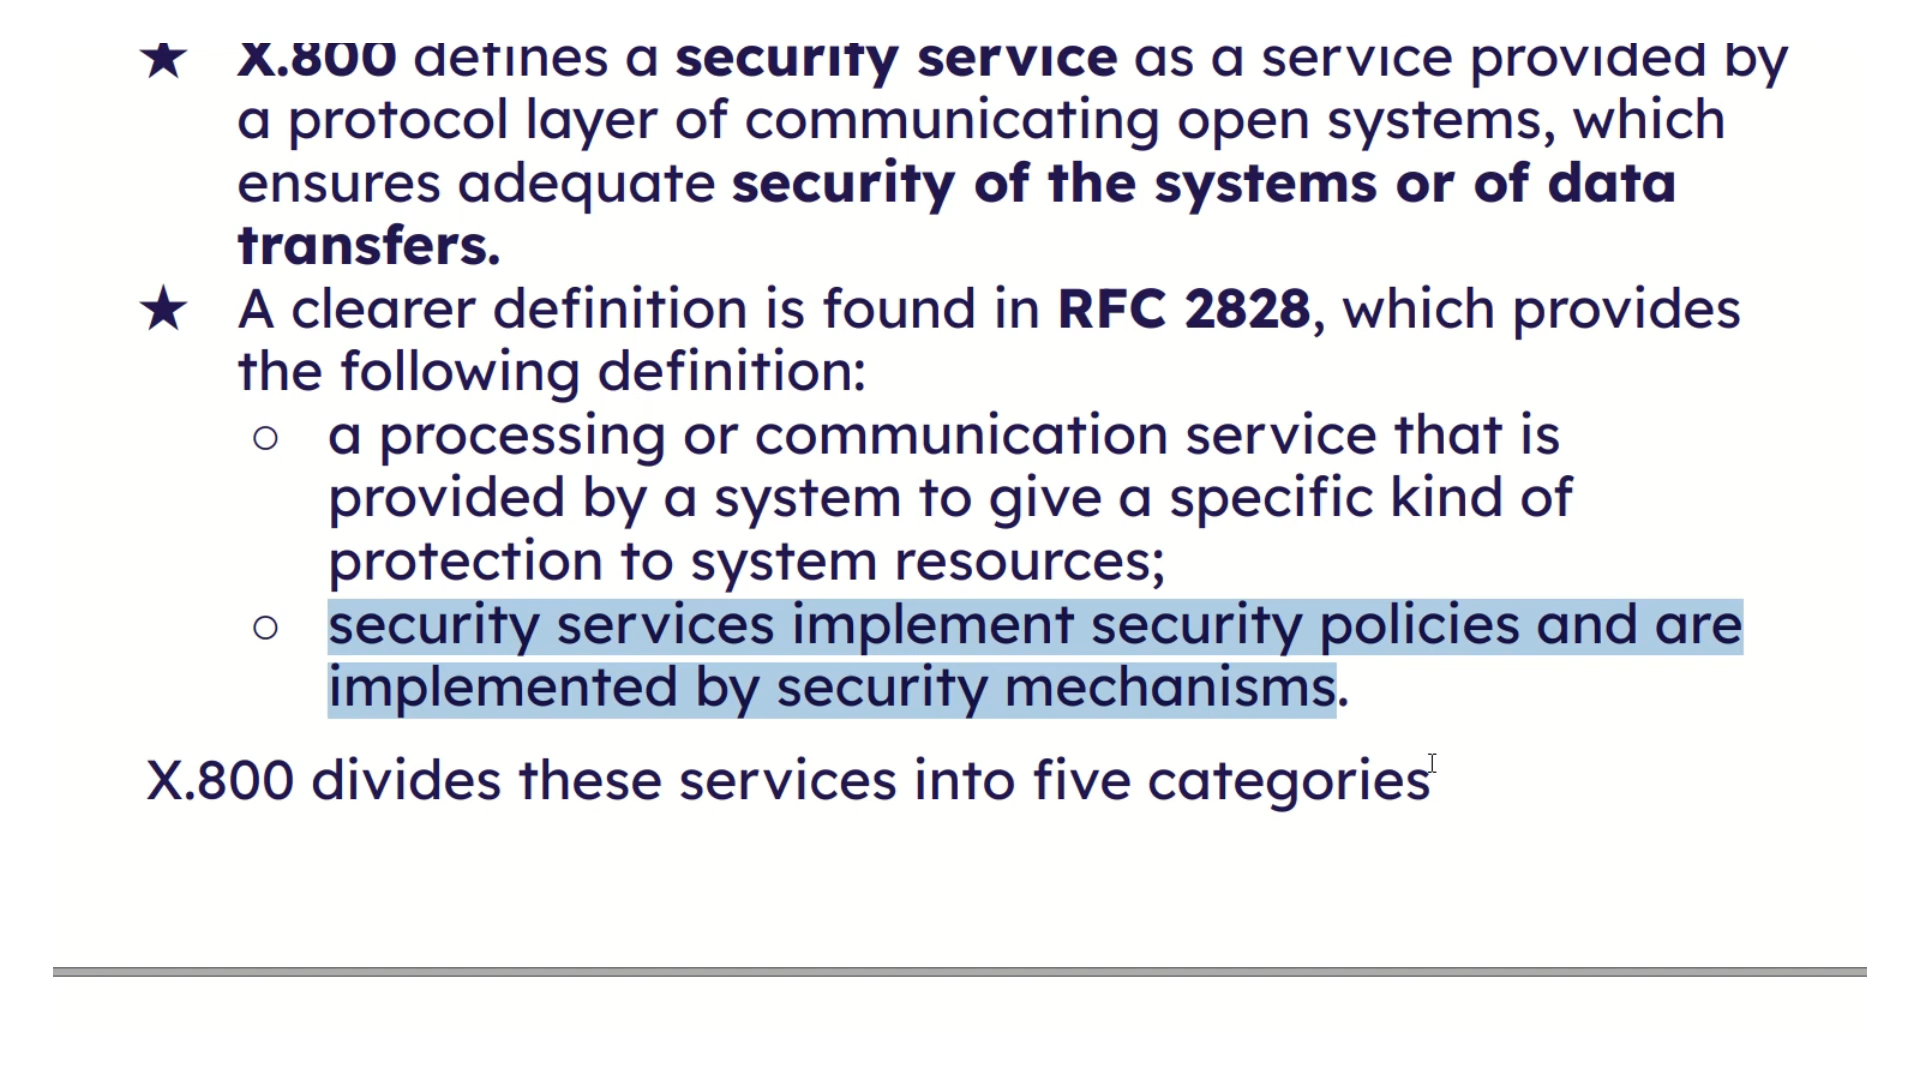 ★ X.800 defines a security service as a service provided by
a protocol layer of communicating open systems, which
ensures adequate security of the systems or of data
transfers.
★ A clearer definition is found in RFC 2828, which provides
the following definition:
○ a processing or communication service that is
provided by a system to give a specific kind of
protection to system resources;
○ security services implement security policies and are
implemented by security mechanisms.
X.800 divides these services into five categories